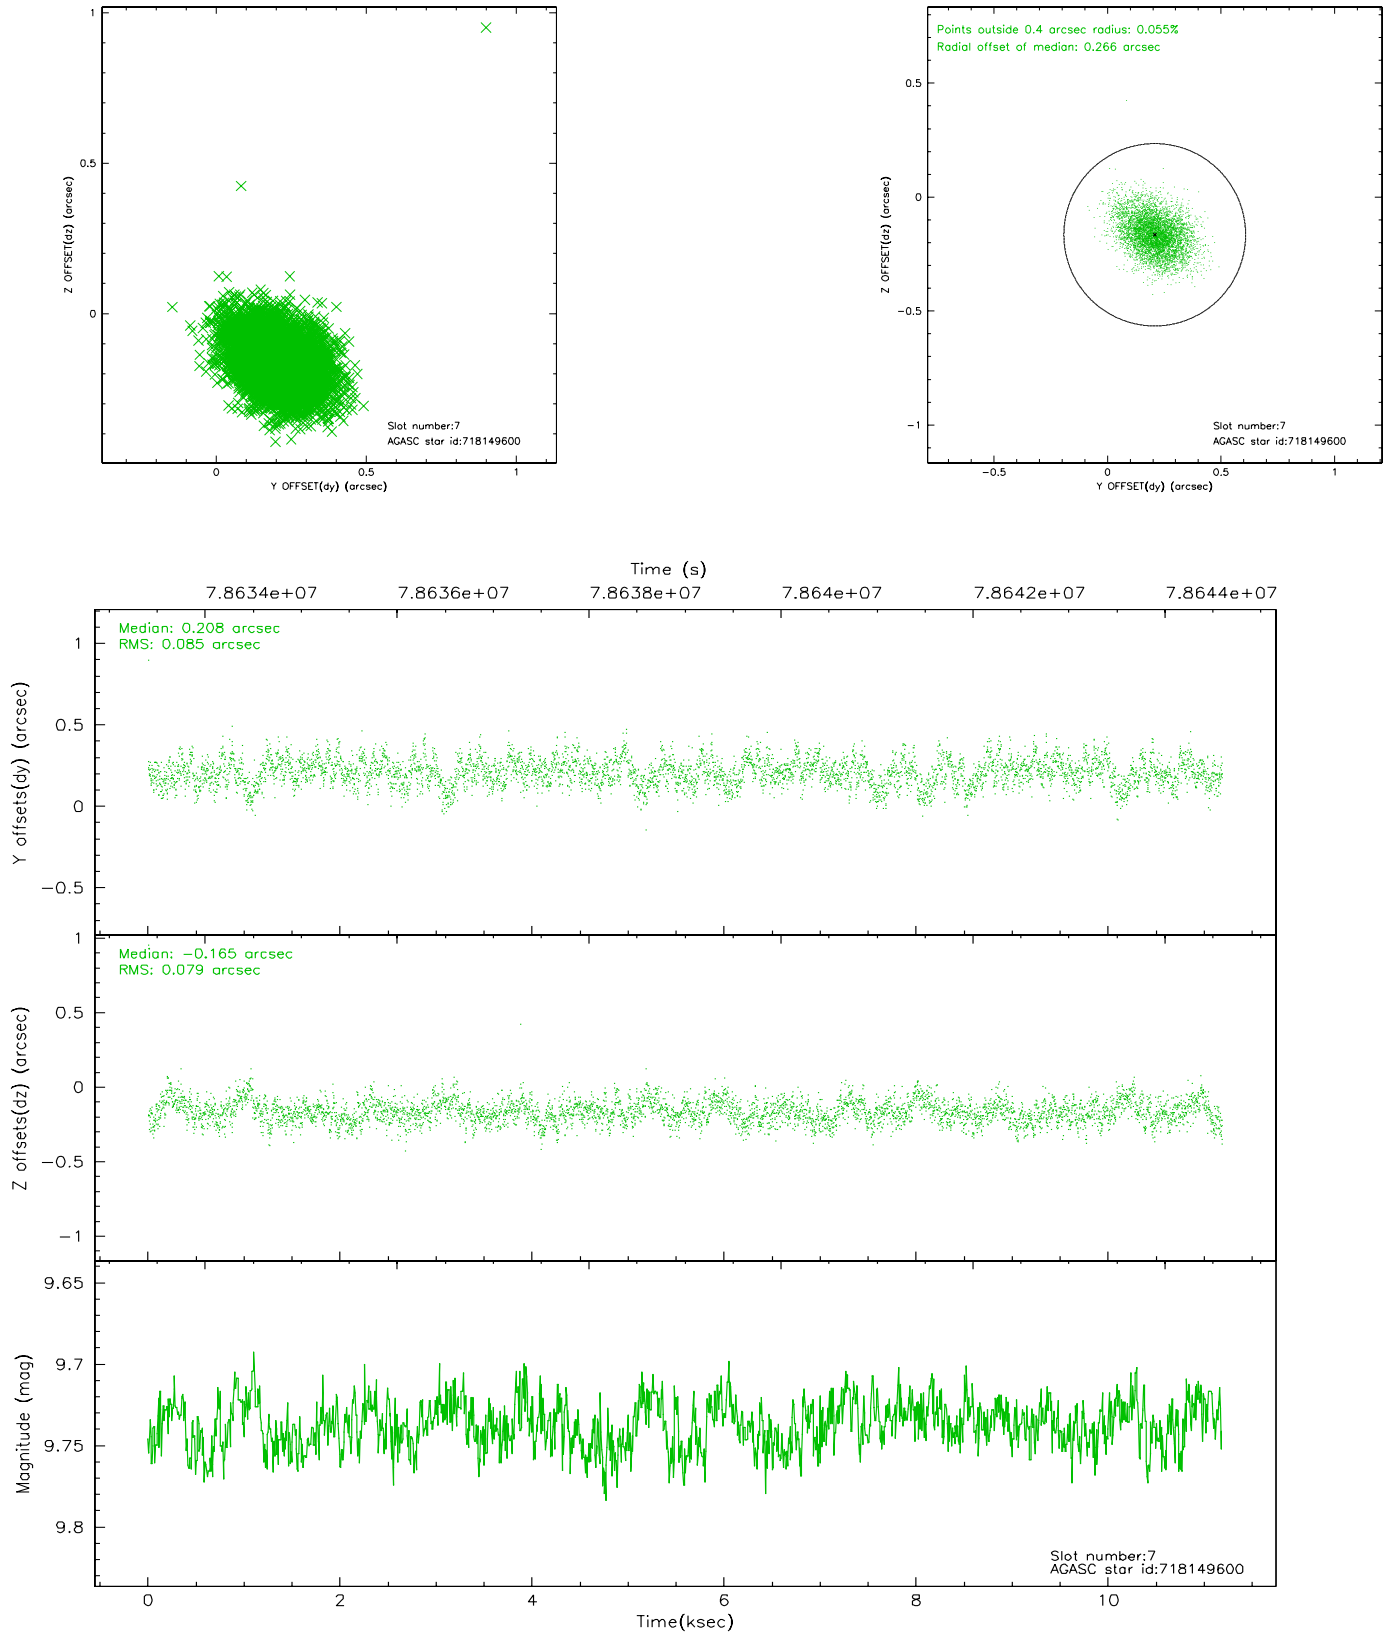 1
0.5
0
Z OFFSET(dz) (arcsec)
Slot number:7
AGASC star id:718149600
0
0.5
1
Y OFFSET(dy) (arcsec)
Points outside 0.4 arcsec radius: 0.055%
Radial offset of median: 0.266 arcsec
0.5
0
−0.5
−1
Z OFFSET(dz) (arcsec)
Slot number:7
AGASC star id:718149600
−0.5
0
0.5
1
Y OFFSET(dy) (arcsec)
Time (s)
7.8634e+07 7.8636e+07 7.8638e+07 7.864e+07 7.8642e+07 7.8644e+07
Median: 0.208 arcsec
RMS: 0.085 arcsec
1
0.5
0
−0.5
Y offsets(dy) (arcsec)
Median: −0.165 arcsec
RMS: 0.079 arcsec
1
0.5
0
−0.5
−1
Z offsets(dz) (arcsec)
9.65
9.7
9.75
9.8
Magnitude (mag)
Slot number:7
AGASC star id:718149600
0 2 4 6 8 10
Time(ksec)